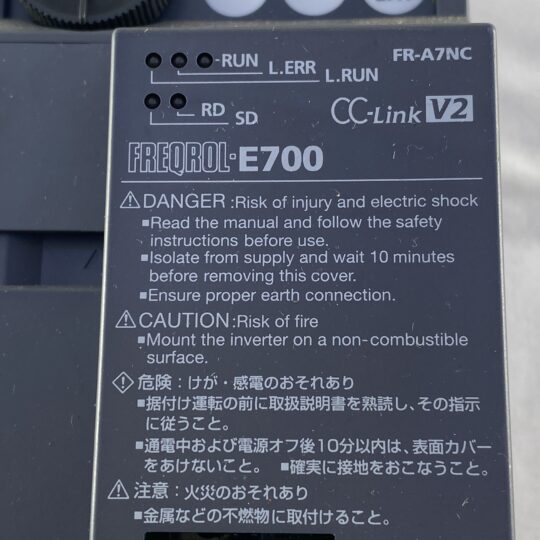 RUN
L.ERR
L.RUN
FR-A7NC
RD
SD
CC-Link V2
FREQROL-E700
DANGER :Risk of injury and electric shock
■Read the manual and follow the safety
instructions before use.
■Isolate from supply and wait 10 minutes
before removing this cover.
■Ensure proper earth connection.
CAUTION :Risk of fire
■Mount the inverter on a non-combustible
surface.
危険：けが・感電のおそれあり
■据付け運転の前に取扱説明書を熟読し、その指示
に従うこと。
■通電中および電源オフ後10分以内は、表面カバー
をあけないこと。 ■確実に接地をおこなうこと。
注意：火災のおそれあり
■金属などの不燃物に取付けること。